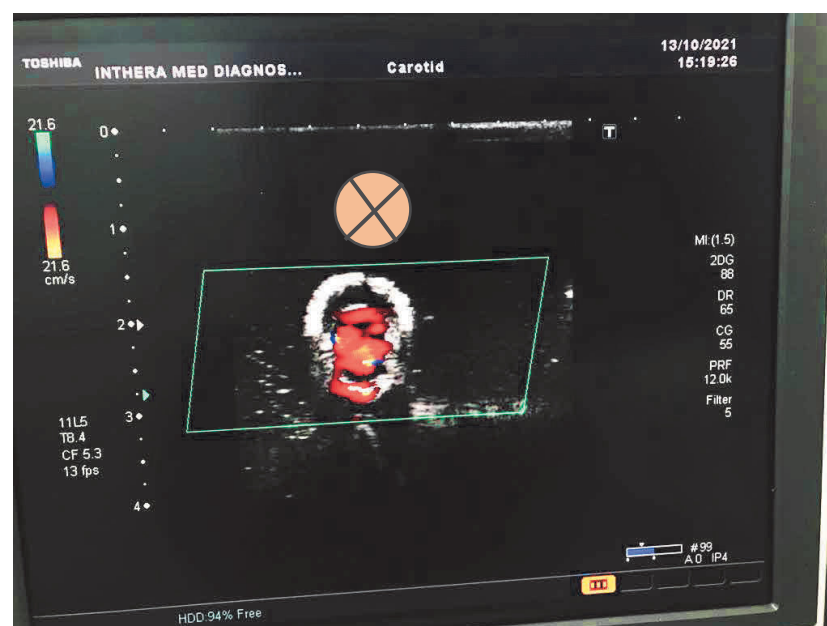 13/10/2021
TOSHIBA INTHERA MED DIAGNOS... Carotid 15:19:26
21.6
0
T
1
21.6
cm/s
MI:(1.5)
2DG
88
DR
65
2
CG
55
PRF
12.0k
Filter
5
3
11L5
T8.4
CF 5.3
13 fps
4
#99
A 0 IP4
HDD:94% Free